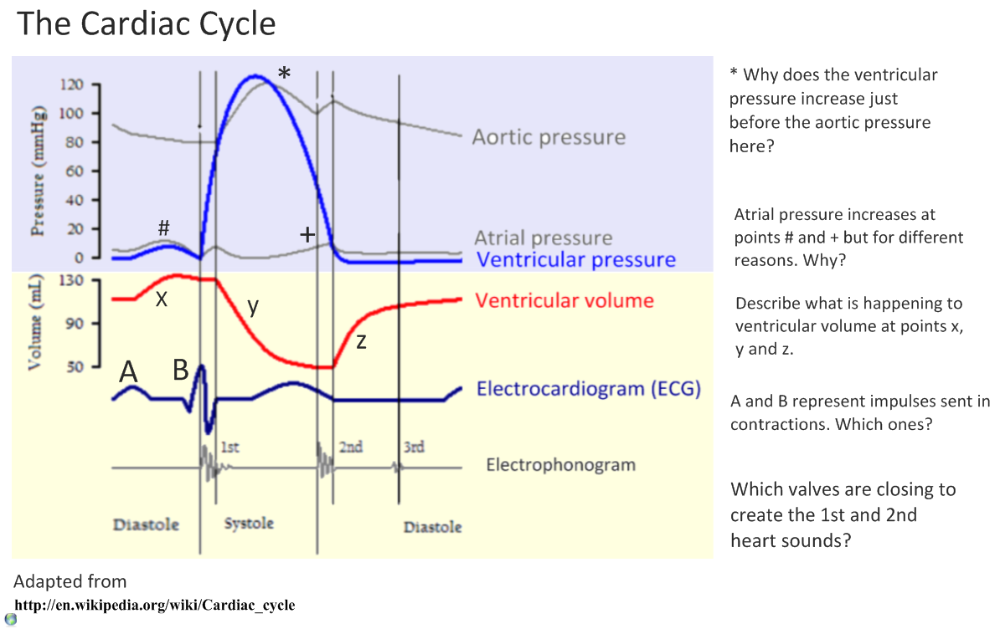 The Cardiac Cycle
Pressure (mmHg)
120
100
80
60
40
20
0
*
#
+
Aortic pressure
Atrial pressure
Ventricular pressure
Volume (mL)
130
90
50
x
y
z
Ventricular volume
A
B
Electrocardiogram (ECG)
1st
2nd
3rd
Electrophonogram
Diastole
Systole
Diastole
* Why does the ventricular
pressure increase just
before the aortic pressure
here?
Atrial pressure increases at
points # and + but for different
reasons. Why?
Describe what is happening to
ventricular volume at points x,
y and z.
A and B represent impulses sent in
contractions. Which ones?
Which valves are closing to
create the 1st and 2nd
heart sounds?
Adapted from
http://en.wikipedia.org/wiki/Cardiac_cycle